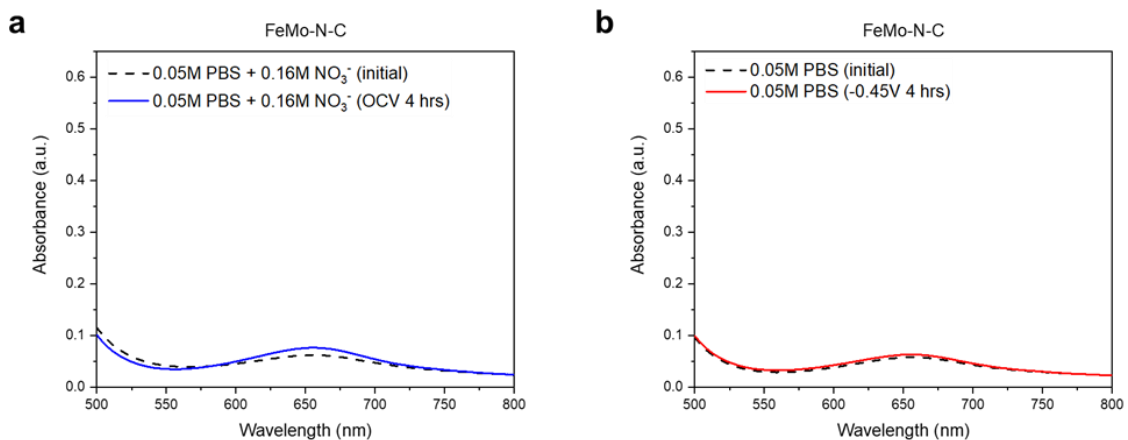 a
FeMo-N-C
0.05M PBS + 0.16M NO₃⁻ (initial)
0.05M PBS + 0.16M NO₃⁻ (OCV 4 hrs)
0.6
0.5
0.4
0.3
0.2
0.1
0.0
Absorbance (a.u.)
500 550 600 650 700 750 800
Wavelength (nm)
b
FeMo-N-C
0.05M PBS (initial)
0.05M PBS (-0.45V 4 hrs)
0.6
0.5
0.4
0.3
0.2
0.1
0.0
Absorbance (a.u.)
500 550 600 650 700 750 800
Wavelength (nm)